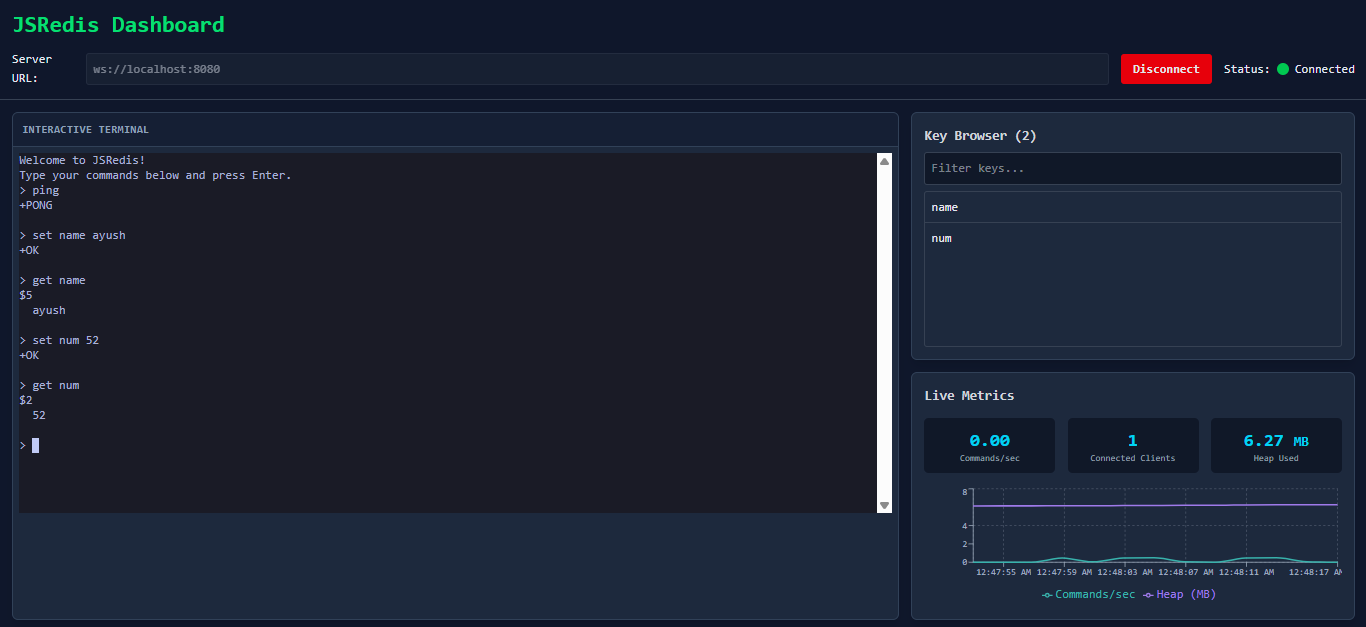 JSRedis Dashboard
Server
URL:
ws://localhost:8080
Disconnect
Status:
Connected
INTERACTIVE TERMINAL
Welcome to JSRedis!
Type your commands below and press Enter.
> ping
+PONG
> set name ayush
+OK
> get name
$5
ayush
> set num 52
+OK
> get num
$2
52
>
Key Browser (2)
Filter keys...
name
num
Live Metrics
0.00
Commands/sec
1
Connected Clients
6.27 MB
Heap Used
8
4
2
0
12:47:55 AM 12:47:59 AM 12:48:03 AM 12:48:07 AM 12:48:11 AM 12:48:17 AM
Commands/sec Heap (MB)